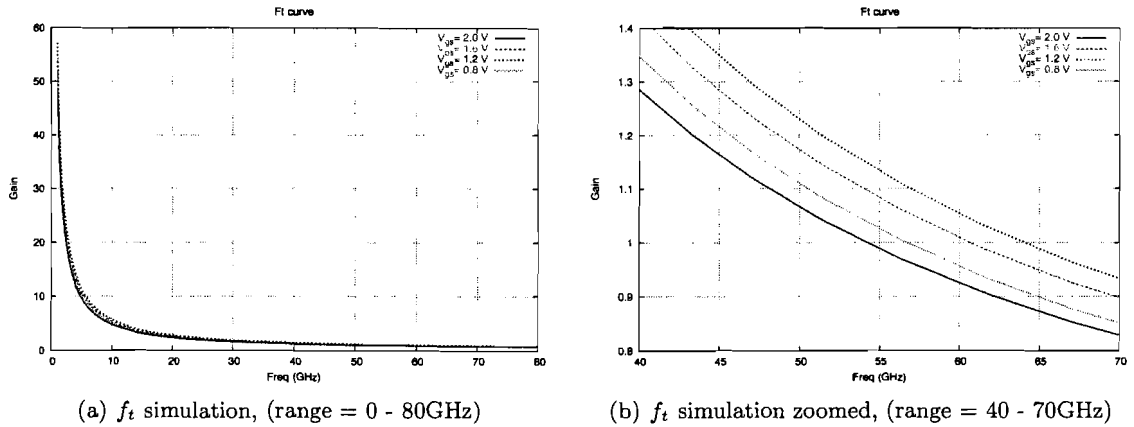 Ft curve
60
50
40
30
20
10
0
Gain
V_gs= 2.0 V
V_gs= 1.6 V
V_gs= 1.2 V
V_gs= 0.8 V
0 10 20 30 40 50 60 70 80
Freq (GHz)
(a) f_t simulation, (range = 0 - 80GHz)
Ft curve
1.4
1.3
1.2
1.1
1
0.9
0.8
Gain
V_gs= 2.0 V
V_gs= 1.6 V
V_gs= 1.2 V
V_gs= 0.8 V
40 45 50 55 60 65 70
Freq (GHz)
(b) f_t simulation zoomed, (range = 40 - 70GHz)